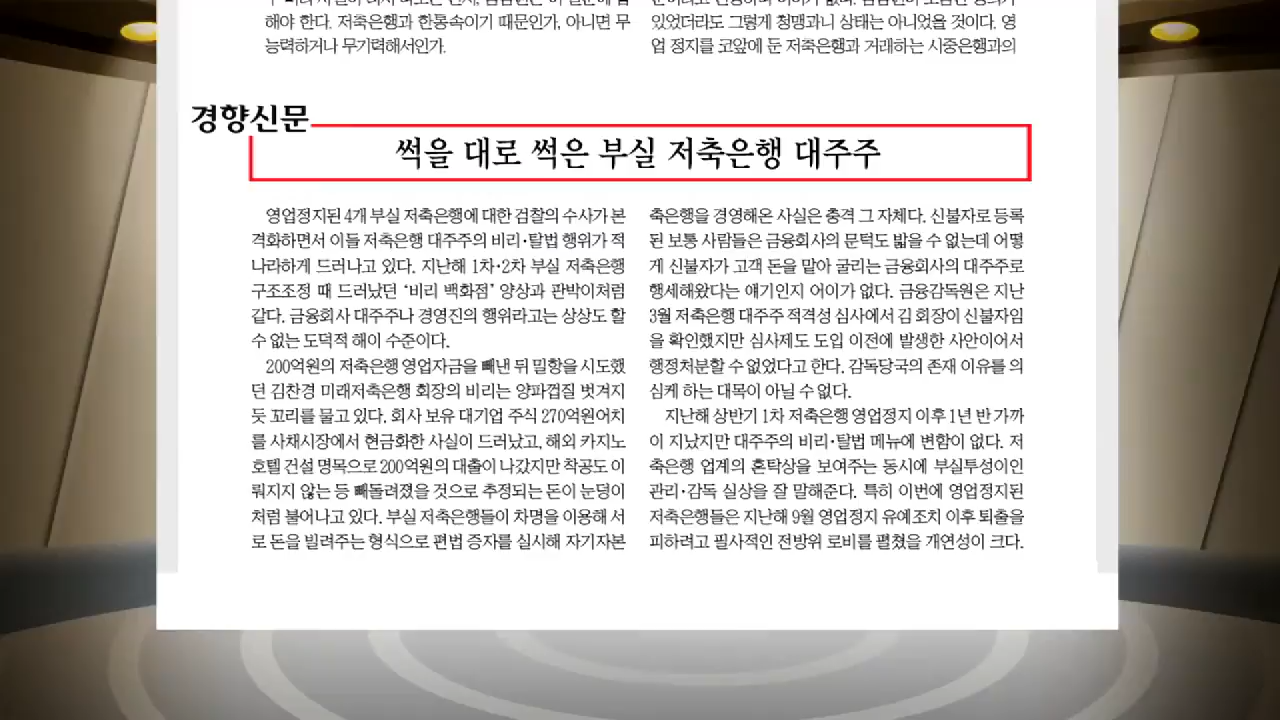 해야 한다. 저축은행과 한통속이기 때문인가, 아니면 무
능력하거나 무기력해서인가.
있었더라도 그렇게 청맹과니 상태는 아니었을 것이다. 영
업 정지를 코앞에 둔 저축은행과 거래하는 시중은행과의
경향신문
썩을 대로 썩은 부실 저축은행 대주주
영업정지된 4개 부실 저축은행에 대한 검찰의 수사가 본
격화하면서 이들 저축은행 대주주의 비리·탈법 행위가 적
나라하게 드러나고 있다. 지난해 1차·2차 부실 저축은행
구조조정 때 드러났던 ‘비리 백화점’ 양상과 판박이처럼
같다. 금융회사 대주주나 경영진의 행위라고는 상상도 할
수 없는 도덕적 해이 수준이다.
200억원의 저축은행 영업자금을 빼낸 뒤 밀항을 시도했
던 김찬경 미래저축은행 회장의 비리는 양파껍질 벗겨지
듯 꼬리를 물고 있다. 회사 보유 대기업 주식 270억원어치
를 사채시장에서 현금화한 사실이 드러났고, 해외 카지노
호텔 건설 명목으로 200억원의 대출이 나갔지만 착공도 이
뤄지지 않는 등 빼돌려졌을 것으로 추정되는 돈이 눈덩이
처럼 불어나고 있다. 부실 저축은행들이 차명을 이용해 서
로 돈을 빌려주는 형식으로 편법 증자를 실시해 자기자본
축은행을 경영해온 사실은 충격 그 자체다. 신불자로 등록
된 보통 사람들은 금융회사의 문턱도 밟을 수 없는데 어떻
게 신불자가 고객 돈을 맡아 굴리는 금융회사의 대주주로
행세해왔다는 얘기인지 어이가 없다. 금융감독원은 지난
3월 저축은행 대주주 적격성 심사에서 김 회장이 신불자임
을 확인했지만 심사제도 도입 이전에 발생한 사안이어서
행정처분할 수 없었다고 한다. 감독당국의 존재 이유를 의
심케 하는 대목이 아닐 수 없다.
지난해 상반기 1차 저축은행 영업정지 이후 1년 반 가까
이 지났지만 대주주의 비리·탈법 메뉴에 변함이 없다. 저
축은행 업계의 혼탁상을 보여주는 동시에 부실투성이인
관리·감독 실상을 잘 말해준다. 특히 이번에 영업정지된
저축은행들은 지난해 9월 영업정지 유예조치 이후 퇴출을
피하려고 필사적인 전방위 로비를 펼쳤을 개연성이 크다.